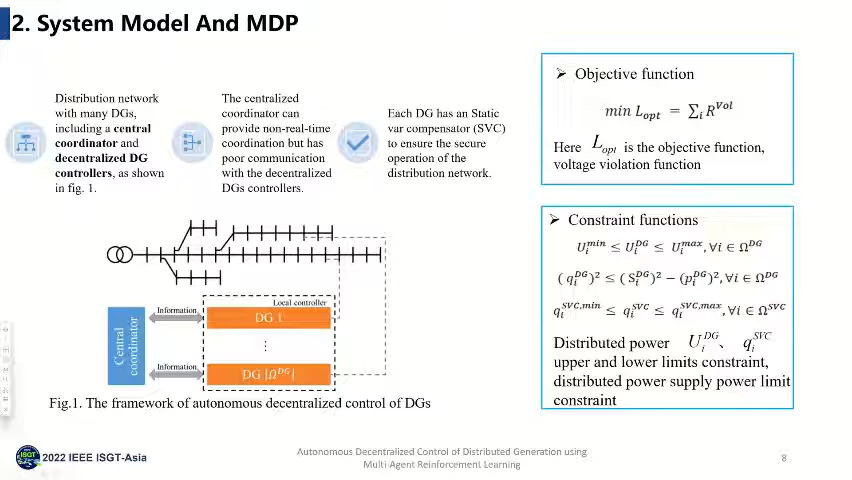 2. System Model And MDP
Distribution network
with many DGs,
including a central
coordinator and
decentralized DG
controllers, as shown
in fig. 1.
The centralized
coordinator can
provide non-real-time
coordination but has
poor communication
with the decentralized
DGs controllers.
Each DG has an Static
var compensator (SVC)
to ensure the secure
operation of the
distribution network.
Information
Local controller
DG 1
⋮
Central
coordinator
Information
DG |Ω^{DG}|
Fig.1. The framework of autonomous decentralized control of DGs
➢ Objective function
min L_{opt} = ∑_i R^{Vol}
Here L_{opt} is the objective function,
voltage violation function
➢ Constraint functions
U_i^{min} ≤ U_i^{DG} ≤ U_i^{max}, ∀i ∈ Ω^{DG}
( q_i^{DG})^2 ≤ ( S_i^{DG})^2 − (p_i^{DG})^2, ∀i ∈ Ω^{DG}
q_i^{SVC,min} ≤ q_i^{SVC} ≤ q_i^{SVC,max}, ∀i ∈ Ω^{SVC}
Distributed power U_i^{DG}、 q_i^{SVC}
upper and lower limits constraint,
distributed power supply power limit
constraint
ISGT
2022 IEEE ISGT-Asia
Autonomous Decentralized Control of Distributed Generation using
Multi-Agent Reinforcement Learning
8